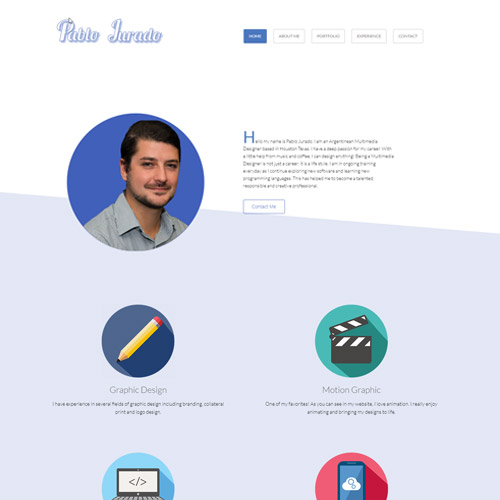 Pablo Jurado
HOME
ABOUT ME
PORTFOLIO
EXPERIENCE
CONTACT
Hello my name is Pablo Jurado. I am an Argentinean Multimedia
Designer based in Houston Texas. I have a deep passion for my career. With
a little help from music and coffee, I can design anything! Being a Multimedia
Designer is not just a career, it is a life style. I am in ongoing training
everyday as I continue exploring new software and learning new
programming languages. This has helped me to become a talented,
responsible and creative professional.
Contact Me
Graphic Design
I have experience in several fields of graphic design including branding, collateral
print and logo design.
Motion Graphic
One of my favorites! As you can see in my website, I love animation. I really enjoy
animating and bringing my designs to life.